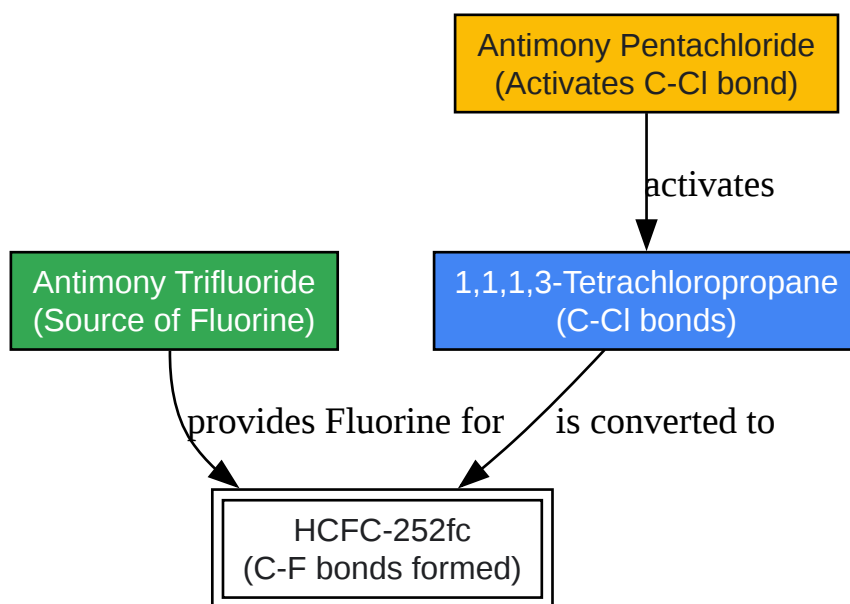 Antimony Pentachloride
(Activates C-Cl bond)
activates
Antimony Trifluoride
(Source of Fluorine)
1,1,1,3-Tetrachloropropane
(C-Cl bonds)
provides Fluorine for
is converted to
HCFC-252fc
(C-F bonds formed)